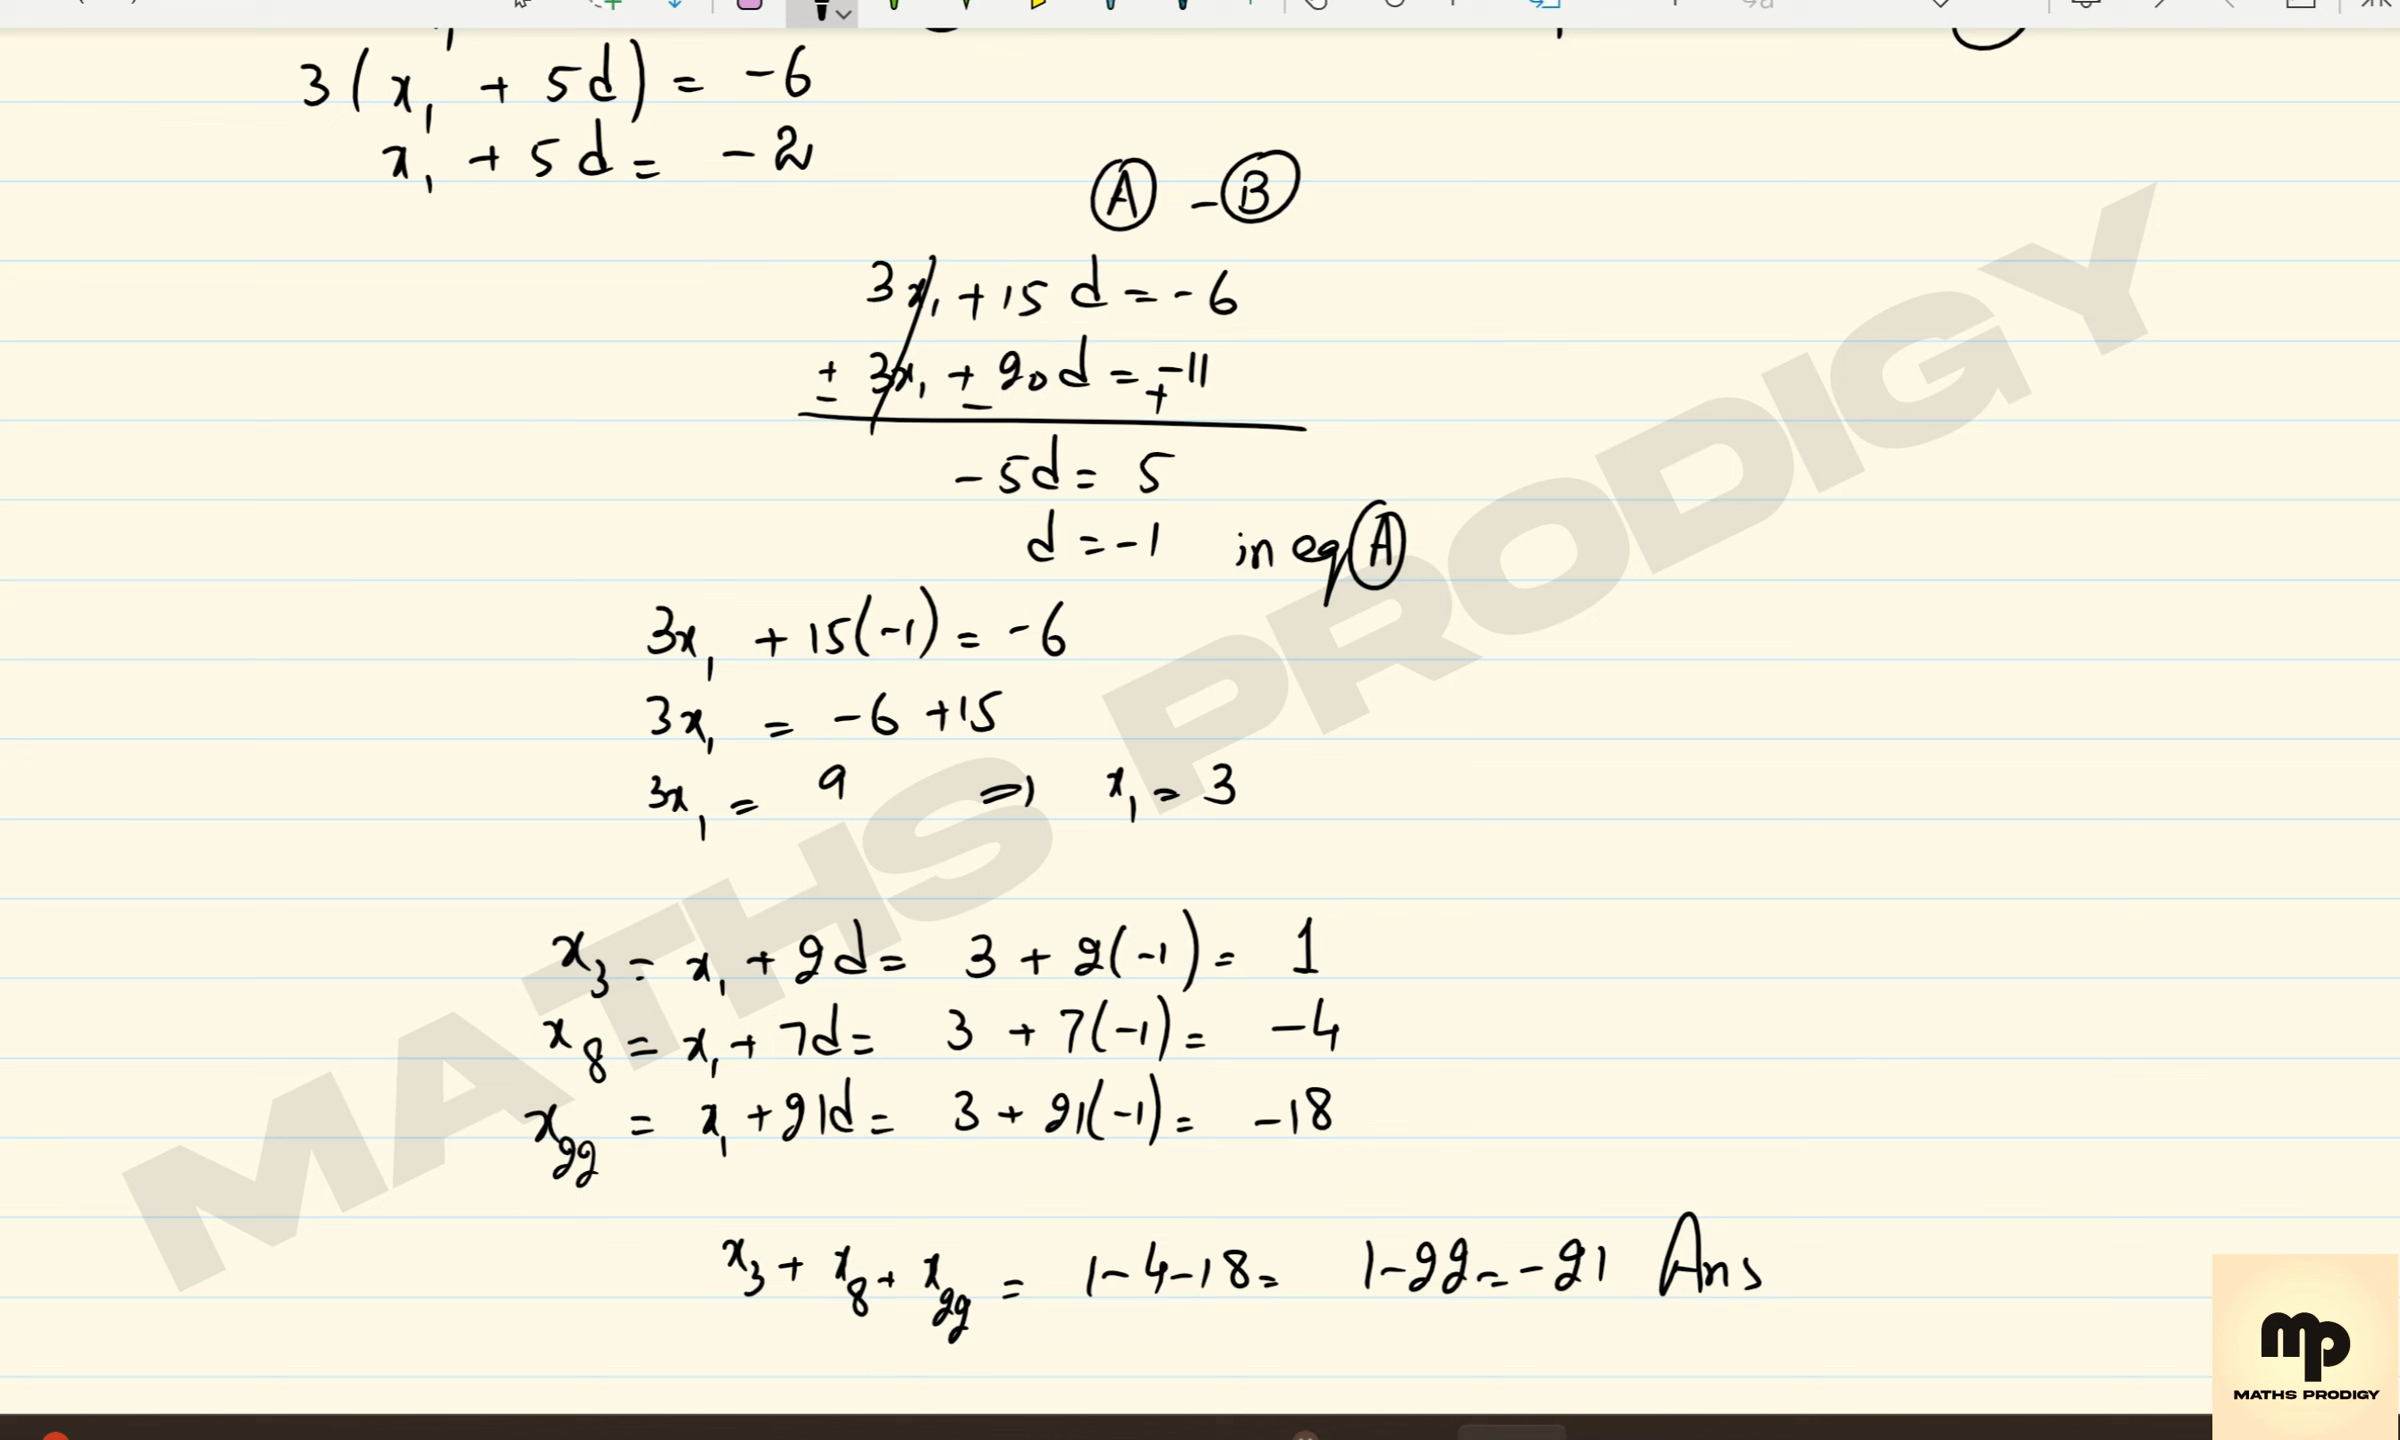 3(x₁ + 5d) = -6
x₁ + 5d = -2
Ⓐ - Ⓑ
3x₁ + 15d = -6
± 3x₁ ± 20d = -11
+
-5d = 5
d = -1 in eq Ⓐ
3x₁ + 15(-1) = -6
3x₁ = -6 + 15
3x₁ = 9 ⇒ x₁ = 3
x₃ = x₁ + 2d = 3 + 2(-1) = 1
x₈ = x₁ + 7d = 3 + 7(-1) = -4
x₂₂ = x₁ + 21d = 3 + 21(-1) = -18
x₃ + x₈ + x₂₂ = 1-4-18 = 1-22 = -21 Ans
MATHS PRODIGY
mp
MATHS PRODIGY